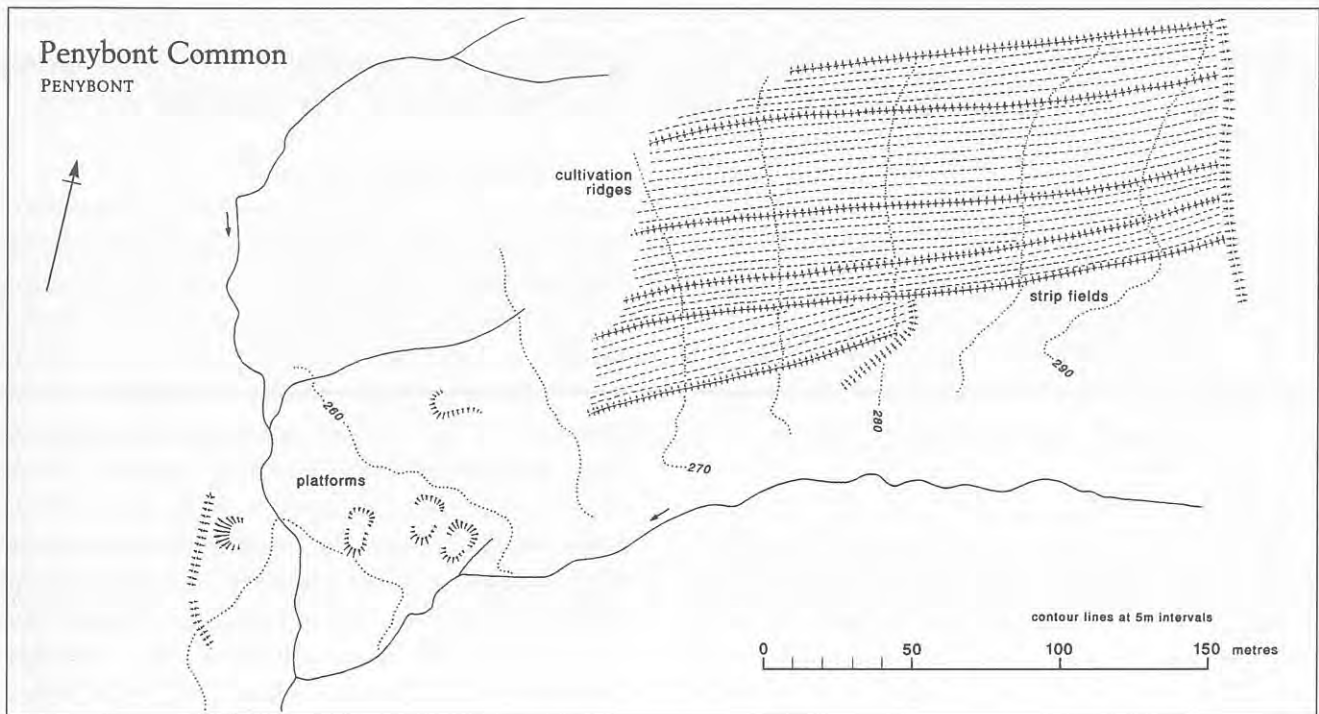 Penybont Common
PENYBONT
cultivation
ridges
strip fields
290
260
280
270
platforms
contour lines at 5m intervals
0 50 100 150 metres